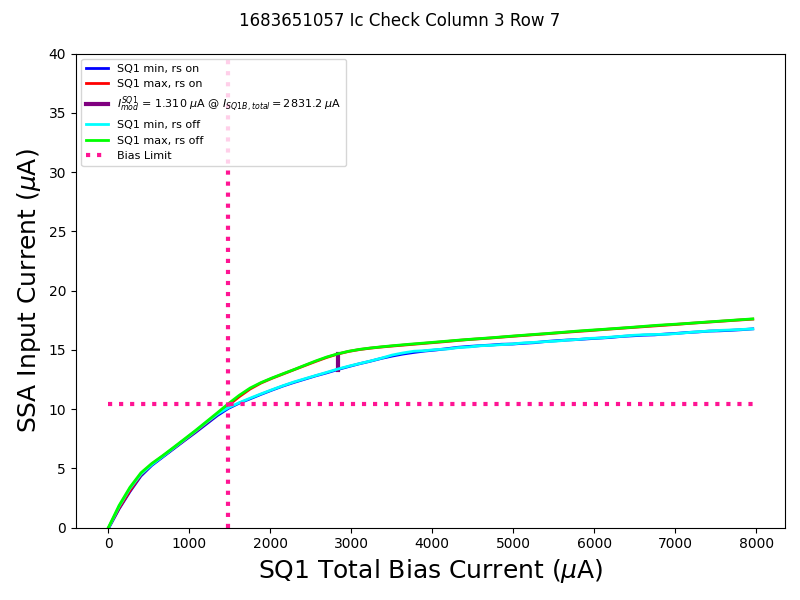 1683651057 Ic Check Column 3 Row 7
40
35
30
25
20
15
10
5
0
SSA Input Current (μA)
SQ1 min, rs on
SQ1 max, rs on
I_mod^SQ1 = 1.310 μA @ I_SQ1B, total = 2831.2 μA
SQ1 min, rs off
SQ1 max, rs off
Bias Limit
0 1000 2000 3000 4000 5000 6000 7000 8000
SQ1 Total Bias Current (μA)